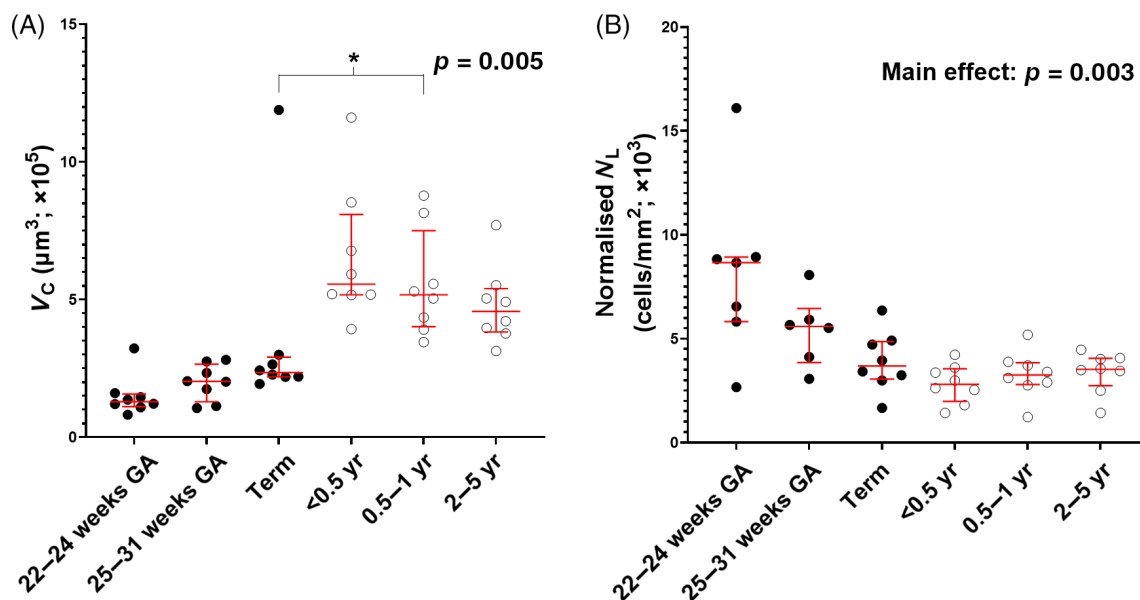 (A)
15
10
5
0
V_C (µm³; ×10⁵)
*
p = 0.005
22–24 weeks GA
25–31 weeks GA
Term
<0.5 yr
0.5–1 yr
2–5 yr
(B)
20
15
10
5
0
Normalised N_L
(cells/mm²; ×10³)
Main effect: p = 0.003
22–24 weeks GA
25–31 weeks GA
Term
<0.5 yr
0.5–1 yr
2–5 yr